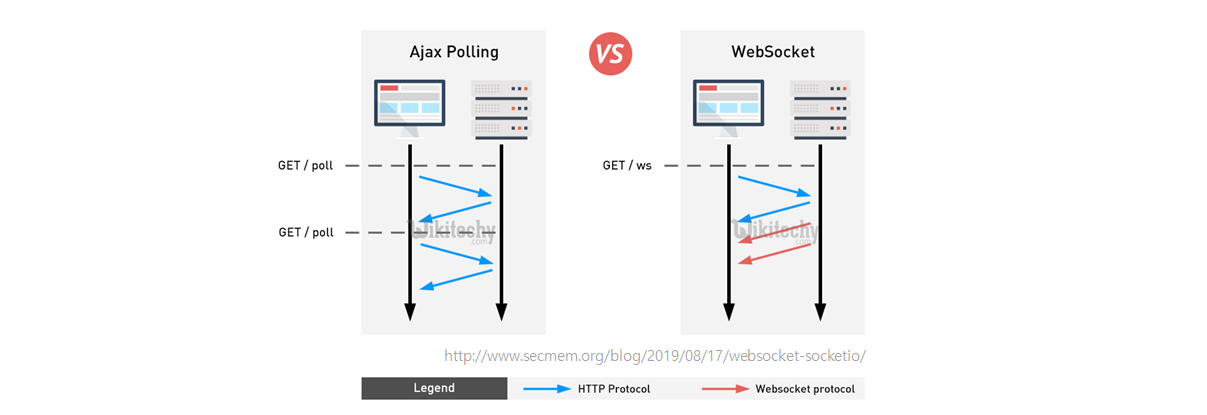 Ajax Polling
VS
WebSocket
GET / poll
GET / ws
Wikitechy
.com
Wikitechy
.com
GET / poll
http://www.secmem.org/blog/2019/08/17/websocket-socketio/
Legend
HTTP Protocol
Websocket protocol